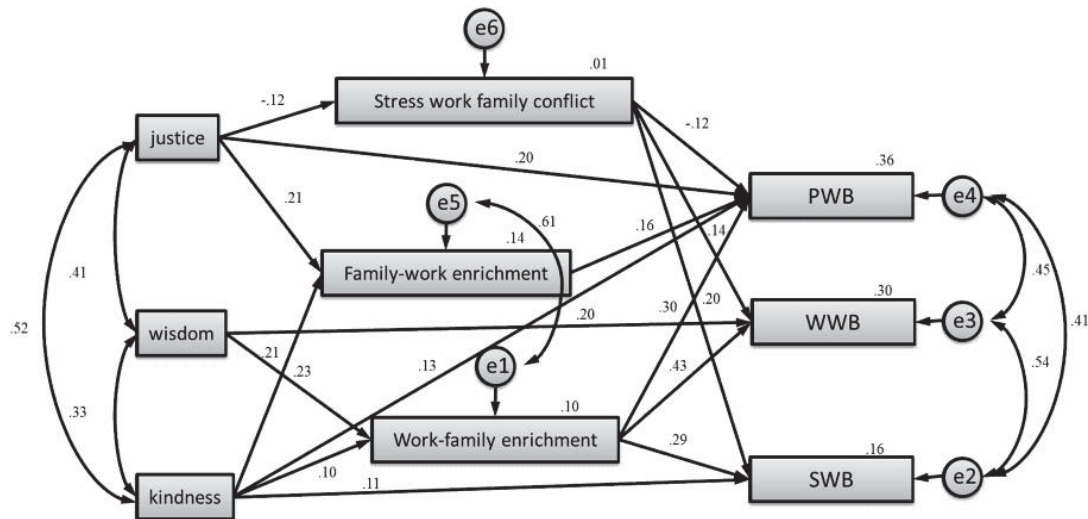 e6
.01
Stress work family conflict
-.12
justice
-.12
.20
.36
PWB
e4
.21
e5
.61
.14
.16
.14
Family-work enrichment
.41
.45
.52
.30
.20
.30
wisdom
.20
WWB
e3
.41
.21
.23
.13
e1
.43
.54
.33
.10
Work-family enrichment
.29
.16
.10
.11
kindness
SWB
e2